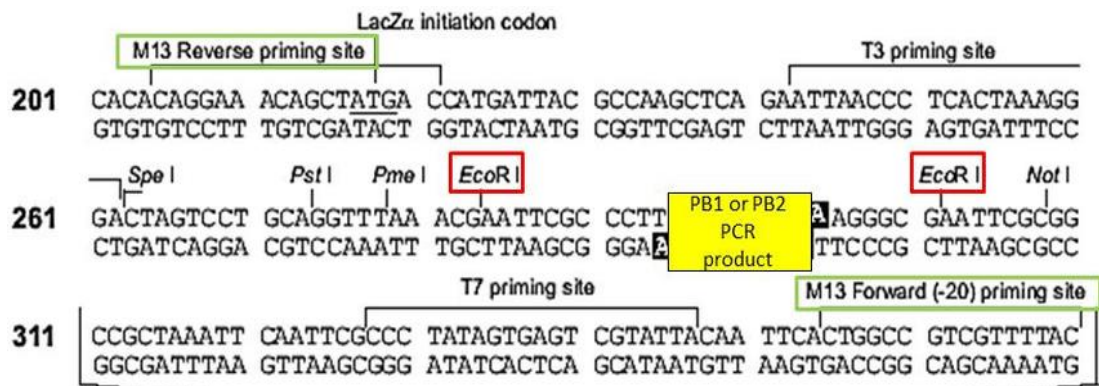 LacZα initiation codon
M13 Reverse priming site T3 priming site
201 CACACAGGAA ACAGCTATGA CCATGATTAC GCCAAGCTCA GAATTAACCC TCACTAAAGG
GTGTGTCCTT TGTCGATACT GGTACTAATG CGGTTCGAGT CTTAATTGGG AGTGATTTCC
Spe I Pst I Pme I EcoR I EcoR I Not I
261 GACTAGTCCT GCAGGTTTAA ACGAATTCGC CCTT PB1 or PB2 A AGGGC GAATTCGCGG
PCR
CTGATCAGGA CGTCCAAATT TGCTTAAGCG GGA A product TTCCCG CTTAAGCGCC
T7 priming site M13 Forward (-20) priming site
311 CCGCTAAATT CAATTCGCCC TATAGTGAGT CGTATTACAA TTCACTGGCC GTCGTTTTAC
GGCGATTTAA GTTAAGCGGG ATATCACTCA GCATAATGTT AAGTGACCGG CAGCAAAATG